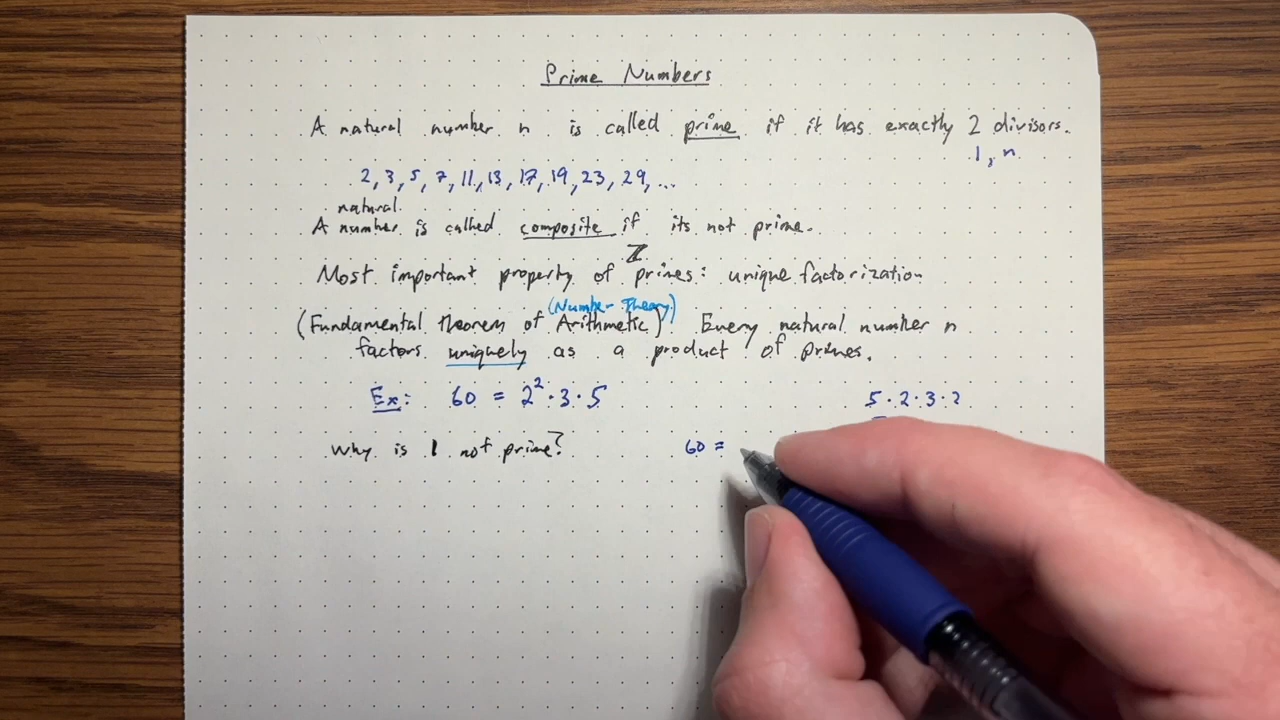 Prime Numbers
A natural number n is called prime if it has exactly 2 divisors.
1, n
2, 3, 5, 7, 11, 13, 17, 19, 23, 29, ...
natural
A number is called composite if its not prime.
ℤ
Most important property of primes: unique factorization
(Number Theory)
(Fundamental theorem of Arithmetic) Every natural number n
factors uniquely as a product of primes.
Ex: 60 = 2²·3·5
5·2·3·2
Why is 1 not prime?
60 =